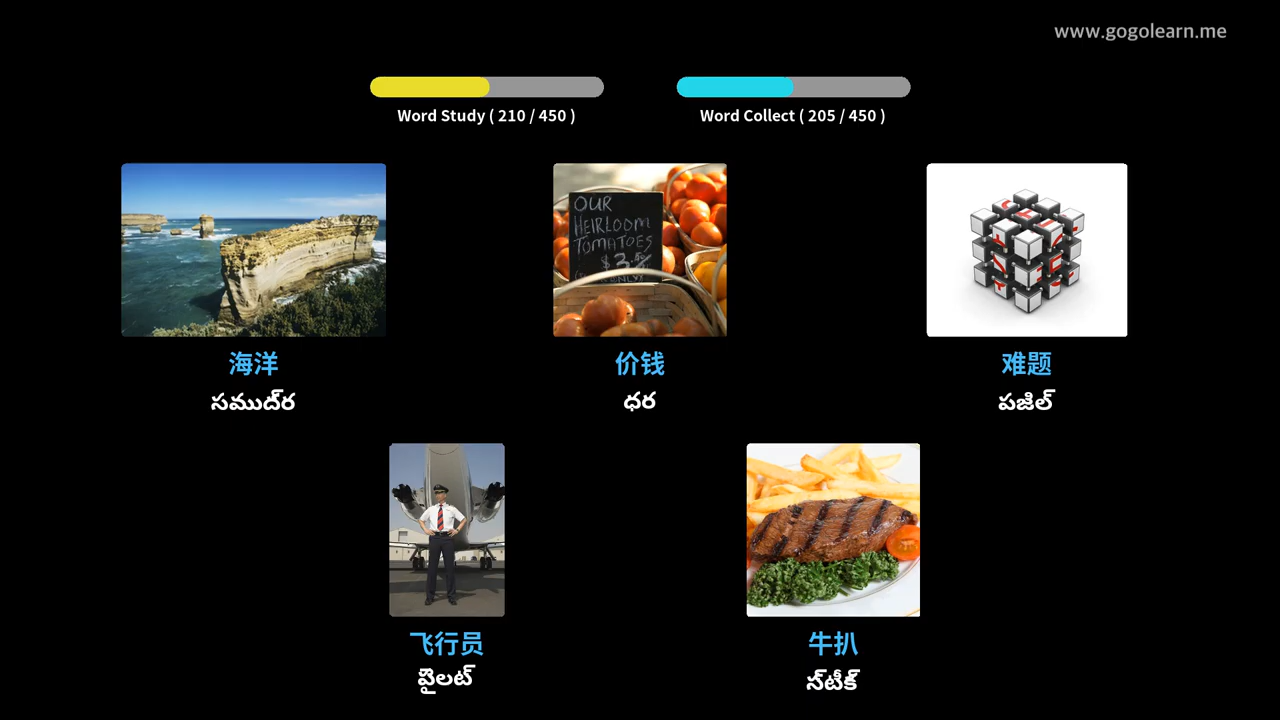 www.gogolearn.me
Word Study ( 210 / 450 )
Word Collect ( 205 / 450 )
OUR
HEIRLOOM
TOMATOES
海洋
价钱
难题
సముద్ర
ధర
పజిల్
飞行员
牛扒
పైలట్
స్టీక్